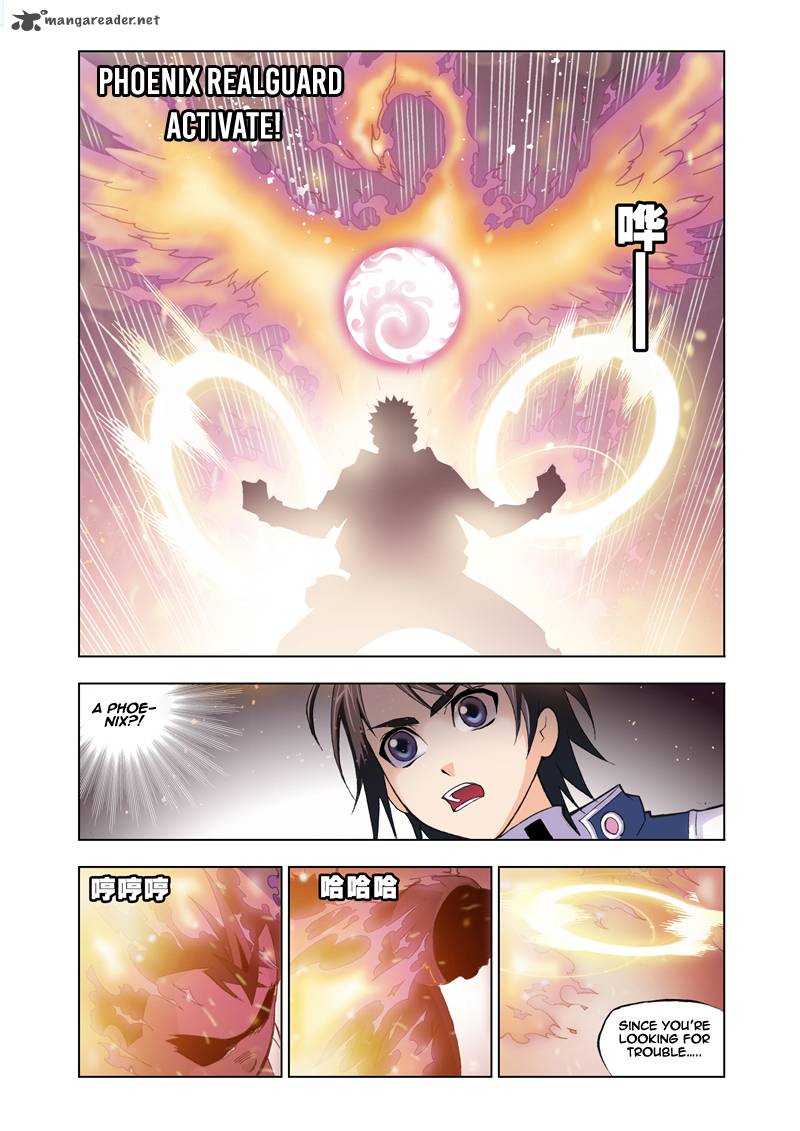 mangareader.net
PHOENIX REALGUARD
ACTIVATE!
哗—
A PHOE-
NIX?!
哼哼哼
哈哈哈
SINCE YOU'RE
LOOKING FOR
TROUBLE.....